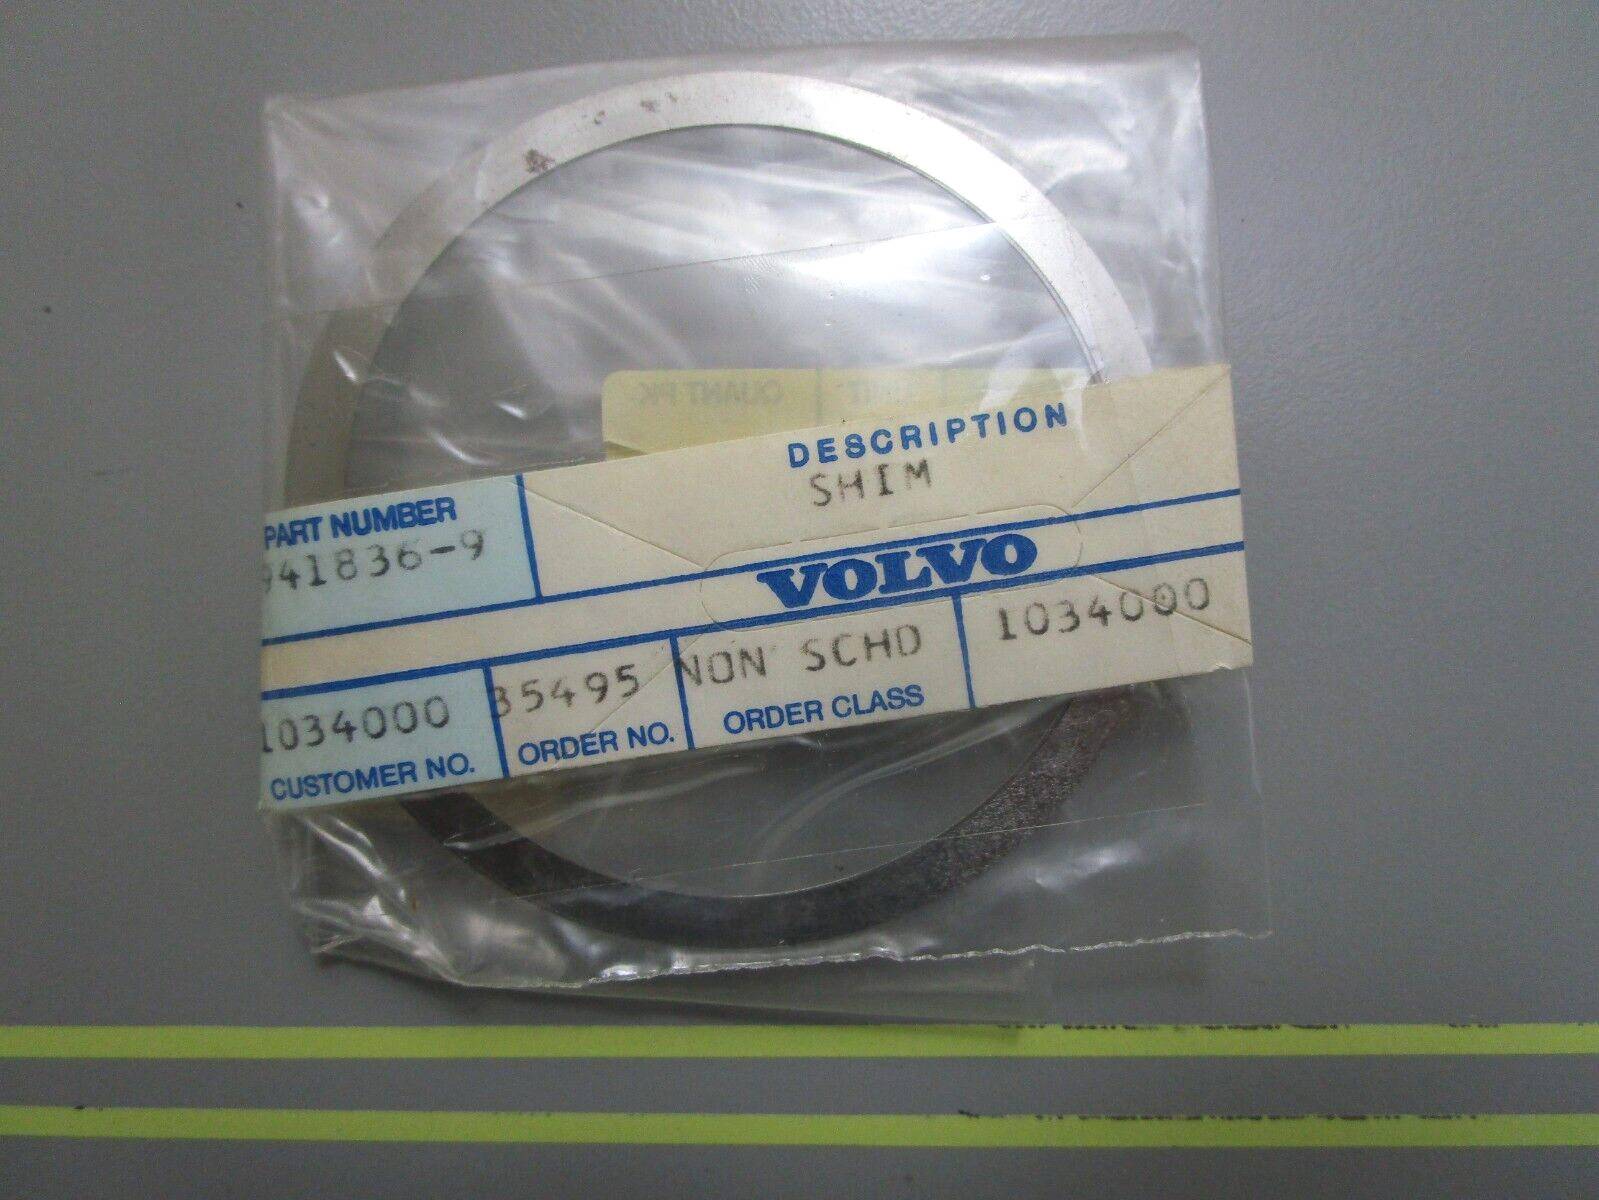 QUANT PK
DESCRIPTION
SHIM
PART NUMBER
941836-9
VOLVO
1034000
35495
NON SCHD
1034000
CUSTOMER NO.
ORDER NO.
ORDER CLASS